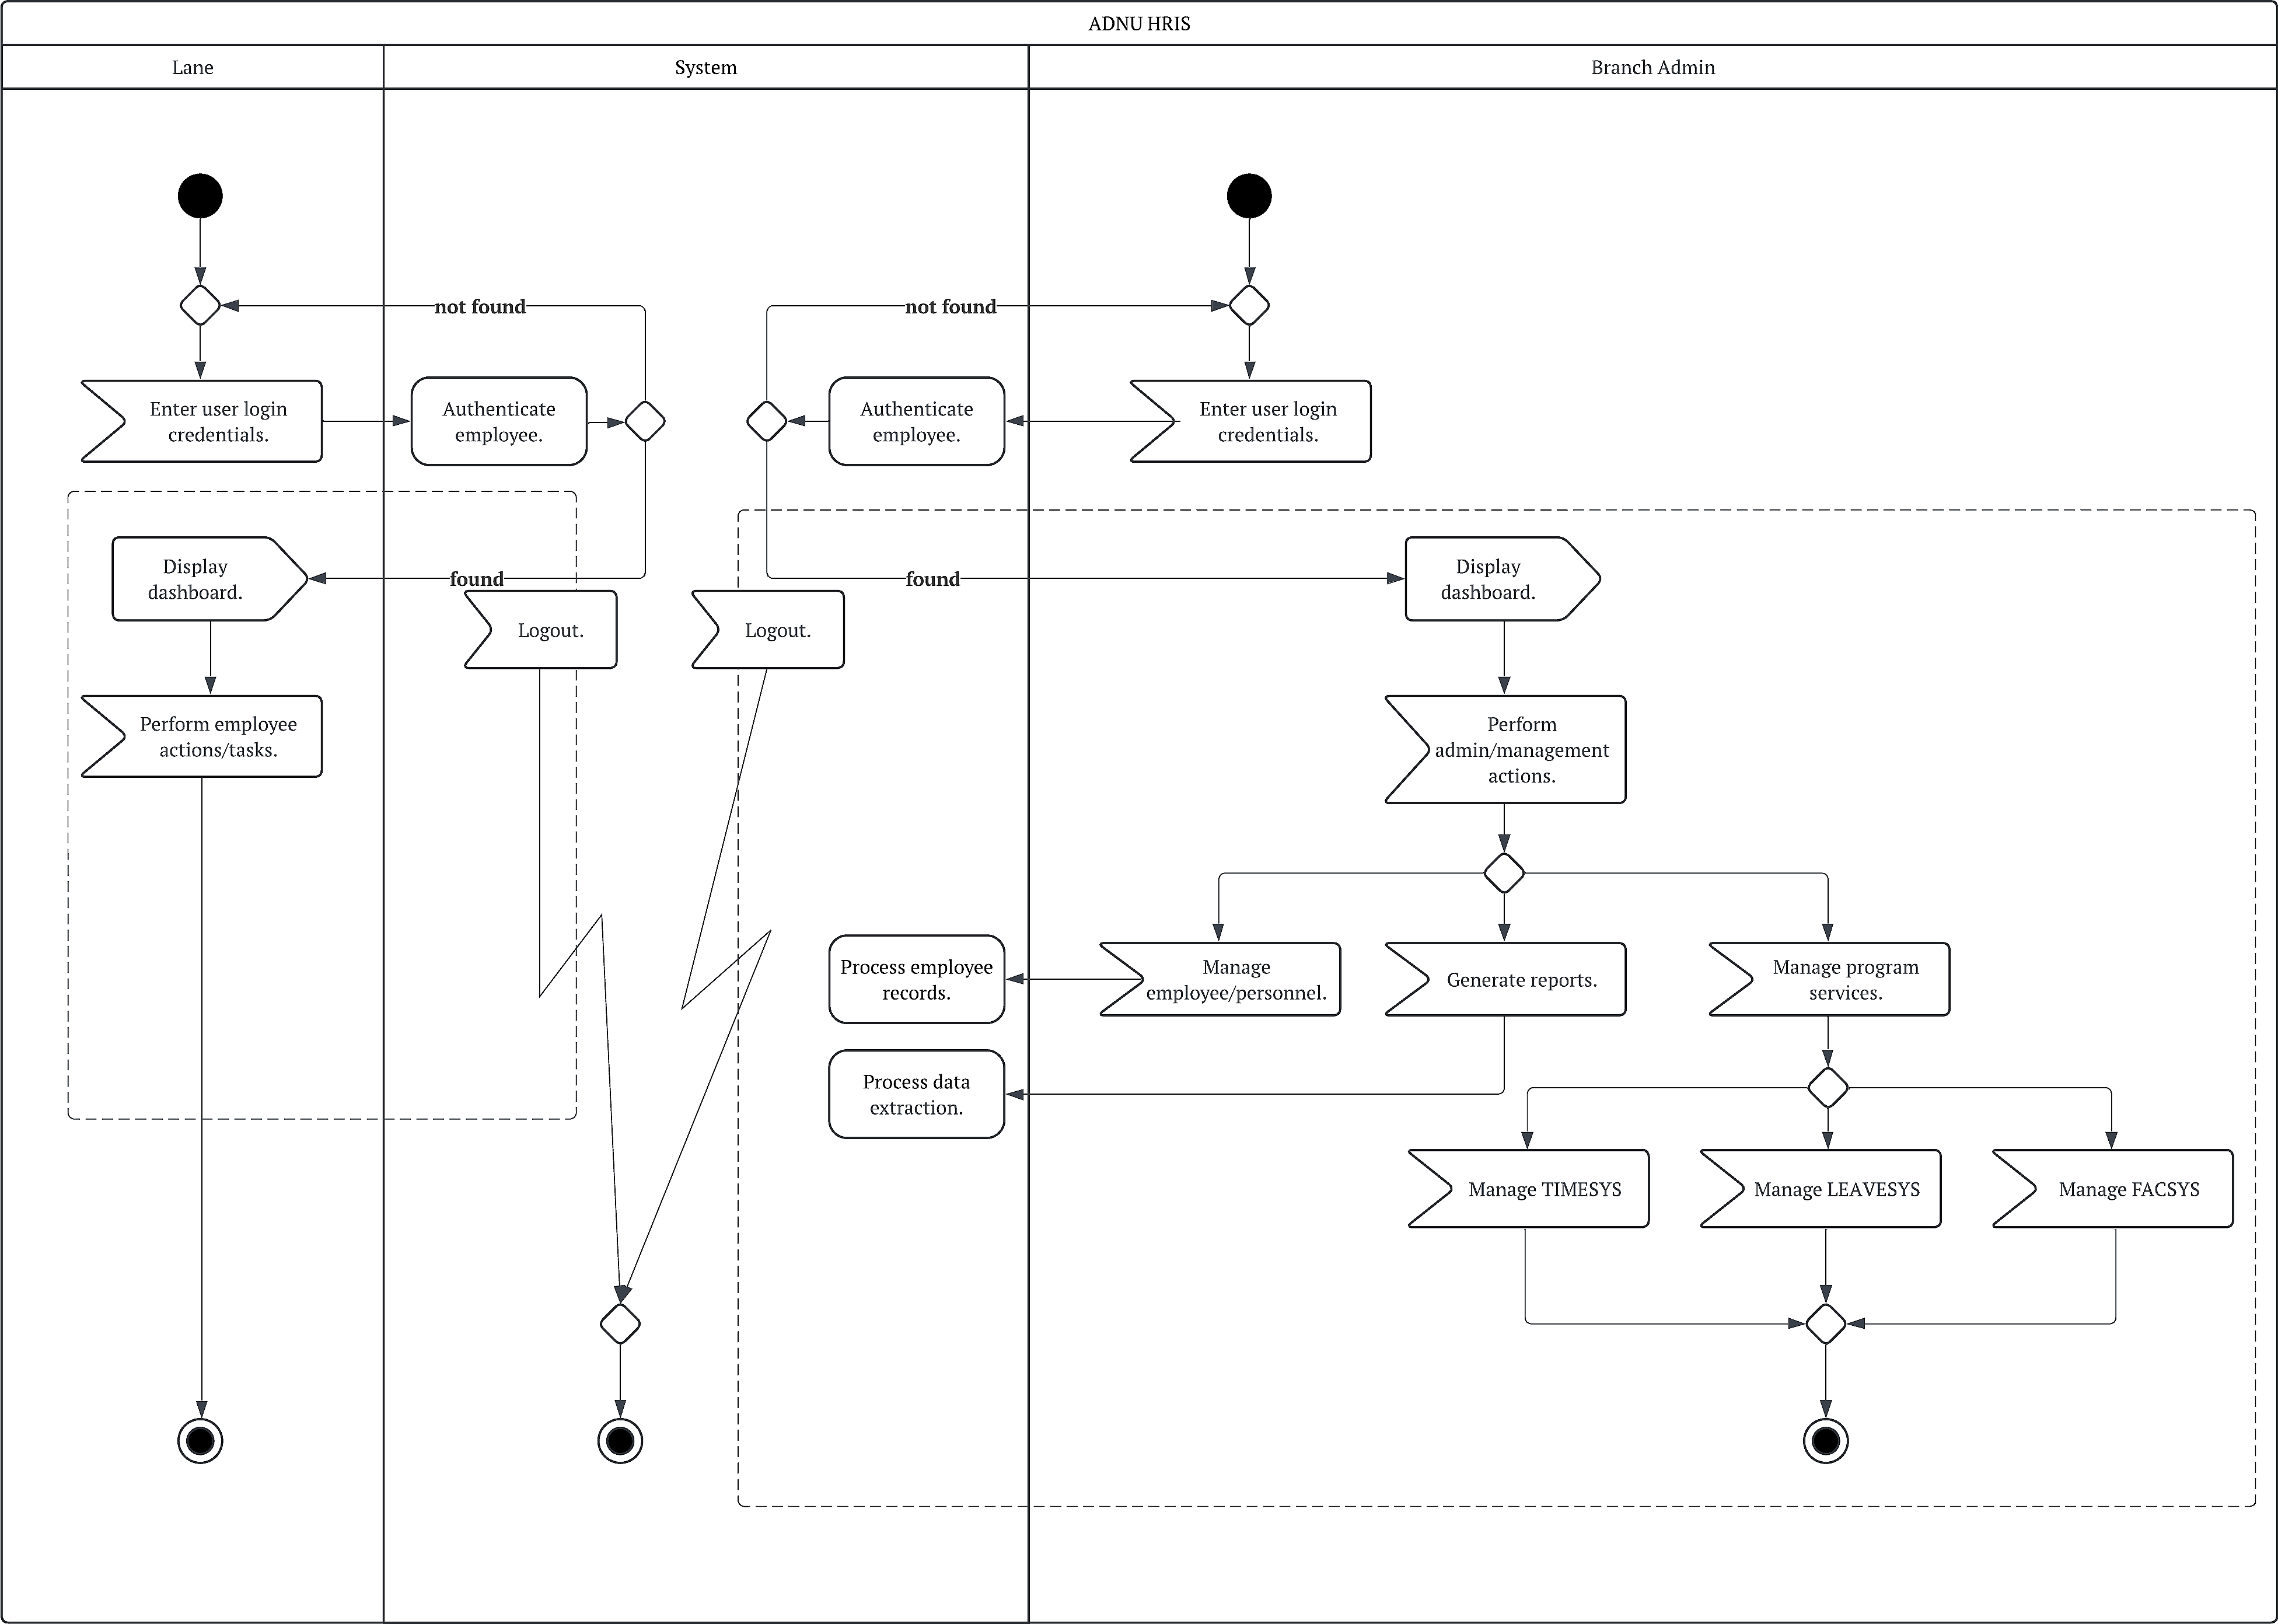 ADNU HRIS
Lane
System
Branch Admin
not found
not found
Enter user login
credentials.
Authenticate
employee.
Authenticate
employee.
Enter user login
credentials.
Display
dashboard.
found
found
Display
dashboard.
Logout.
Logout.
Perform employee
actions/tasks.
Perform
admin/management
actions.
Process employee
records.
Manage
employee/personnel.
Generate reports.
Manage program
services.
Process data
extraction.
Manage TIMESYS
Manage LEAVESYS
Manage FACSYS